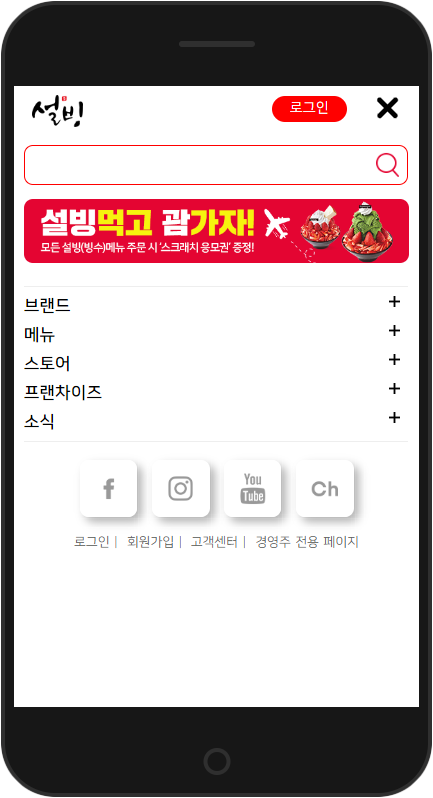 설빙
로그인
설빙먹고 괌가자!
모든 설빙(빙수)메뉴 주문 시 '스크래치 응모권' 증정!
브랜드 +
메뉴 +
스토어 +
프랜차이즈 +
소식 +
f You Tube Ch
로그인 | 회원가입 | 고객센터 | 경영주 전용 페이지